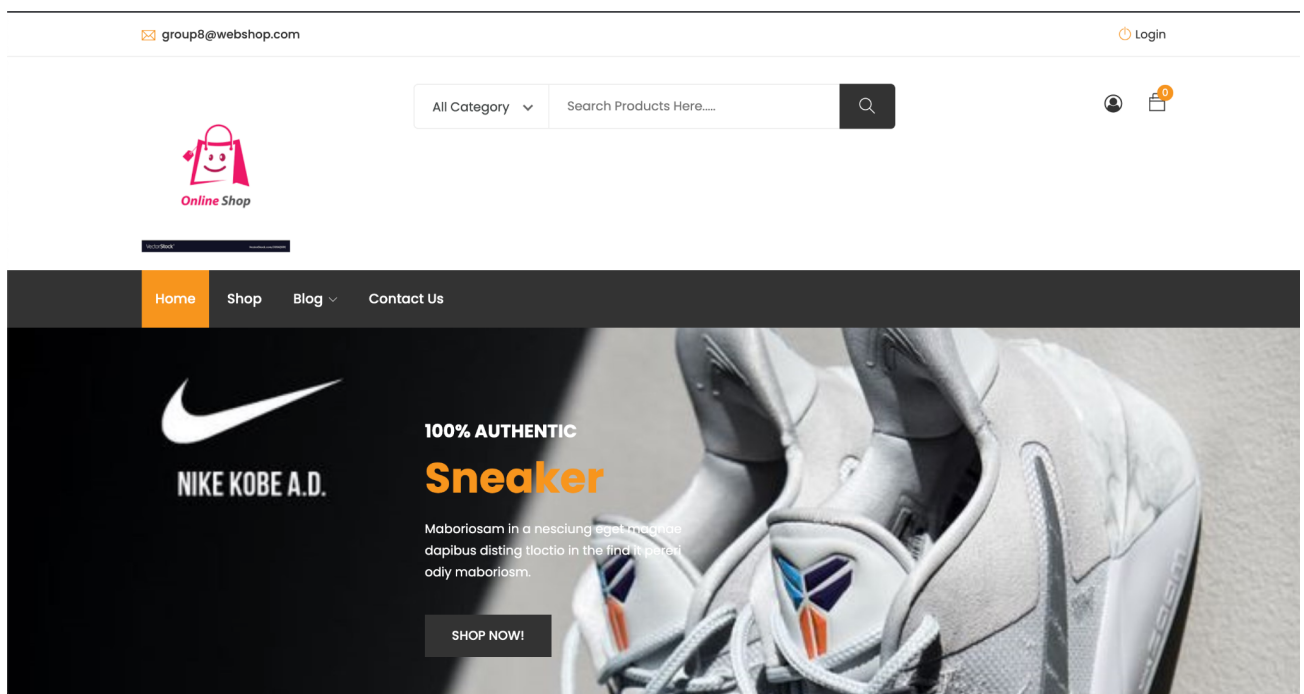 group8@webshop.com
Login
All Category
Search Products Here.....
0
Online Shop
VectorStock
Home
Shop
Blog
Contact Us
NIKE KOBE A.D.
100% AUTHENTIC
Sneaker
Maboriosam in a nesciung eget magnae
dapibus disting tloctio in the find it pereri
odiy maboriosm.
SHOP NOW!